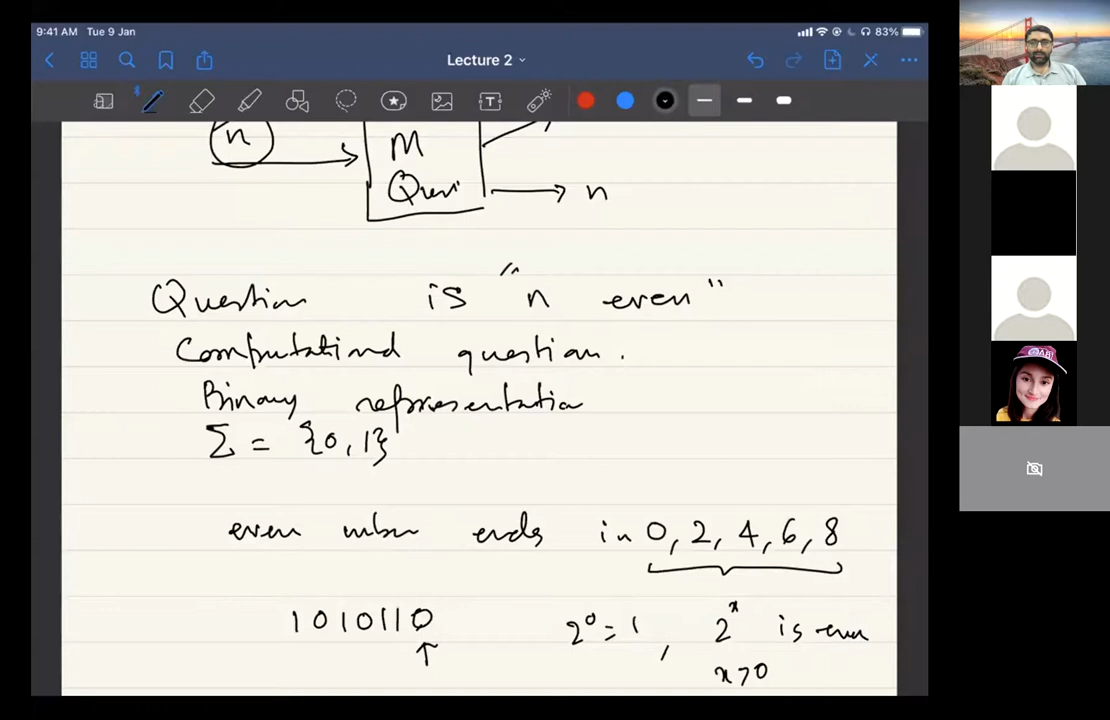 9:41 AM Tue 9 Jan
83%
Lecture 2
n
M
Ques
n
Question is "n even"
Computational question.
Binary representation
Σ = {0, 1}
even number ends in 0, 2, 4, 6, 8
1010110 2⁰ = 1, 2ˣ is even
x > 0